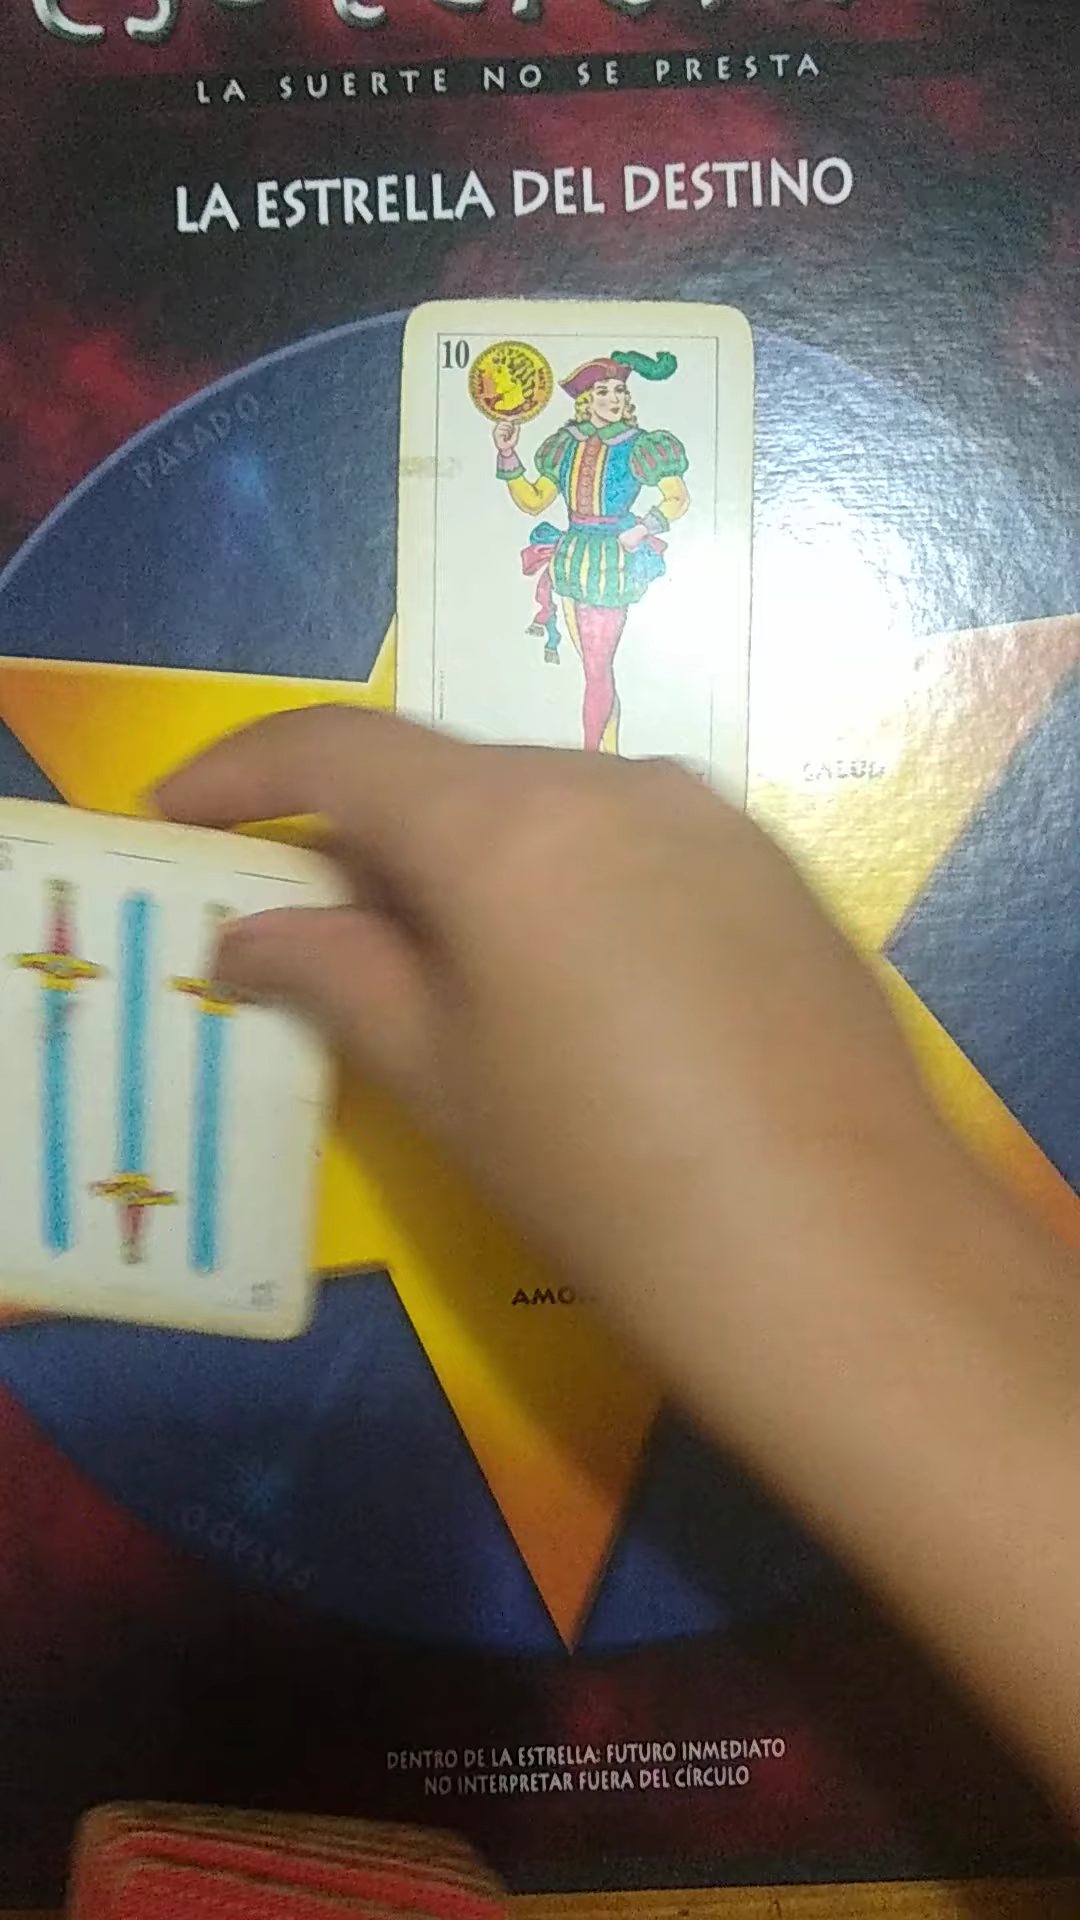 LA SUERTE NO SE PRESTA
LA ESTRELLA DEL DESTINO
10
PASADO
SALUD
PASADO
DENTRO DE LA ESTRELLA: FUTURO INMEDIATO
NO INTERPRETAR FUERA DEL CÍRCULO